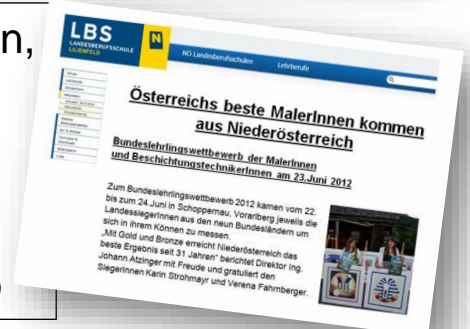 n,
LBS
LANDESBERUFSSCHULE
LILIENFELD
NÖ Landesberufsschulen
Lehrberufe
Österreichs beste MalerInnen kommen
aus Niederösterreich
Bundeslehrlingswettbewerb der MalerInnen
und BeschichtungstechnikerInnen am 23.Juni 2012
Zum Bundeslehrlingswettbewerb 2012 kamen vom 22.
bis zum 24.Juni in Schoppernau, Vorarlberg jeweils die
LandessiegerInnen aus den neun Bundesländern um
sich in ihrem Können zu messen.
„Mit Gold und Bronze erreicht Niederösterreich das
beste Ergebnis seit 31 Jahren" berichtet Direktor Ing.
Johann Atzinger mit Freude und gratuliert den
SiegerInnen Karin Strohmayr und Verena Fahrnberger.